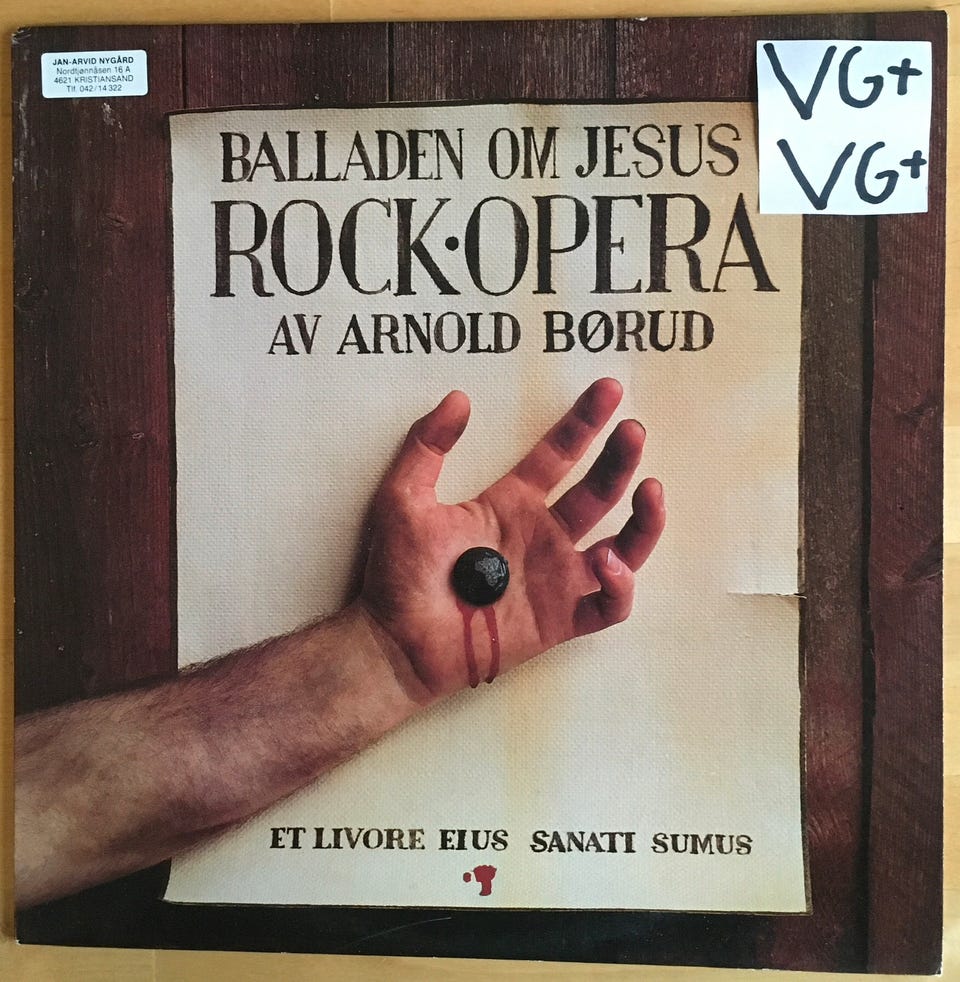 JAN-ARVID NYGÅRD
Nordtjønnåsen 16 A
4621 KRISTIANSAND
Tlf. 042/14 322
VG+
VG+
BALLADEN OM JESUS
ROCK·OPERA
AV ARNOLD BØRUD
ET LIVORE EIUS SANATI SUMUS